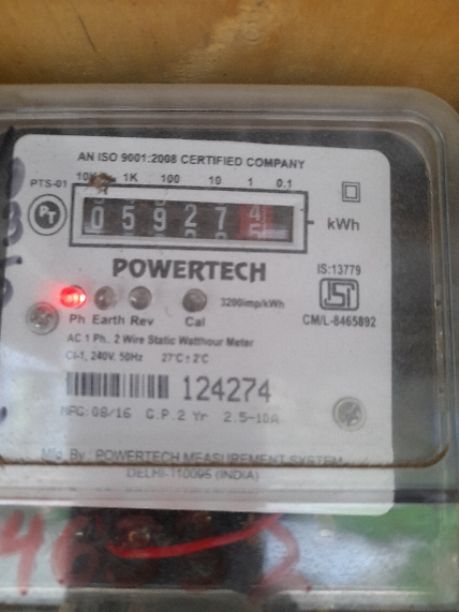 AN ISO 9001:2008 CERTIFIED COMPANY
PTS-01 10K 1K 100 10 1 0.1
PT 0 5 9 2 7 4 kWh
POWERTECH
IS:13779
3200imp/kWh
CM/L-8465892
Ph Earth Rev Cal
AC 1 Ph., 2 Wire Static Watthour Meter
Cl-1, 240V, 50Hz 27°C± 2°C
124274
MFG:08/16 G.P.2 Yr 2.5-10A
Mfg. By : POWERTECH MEASUREMENT SYSTEM
DELHI-110095 (INDIA)